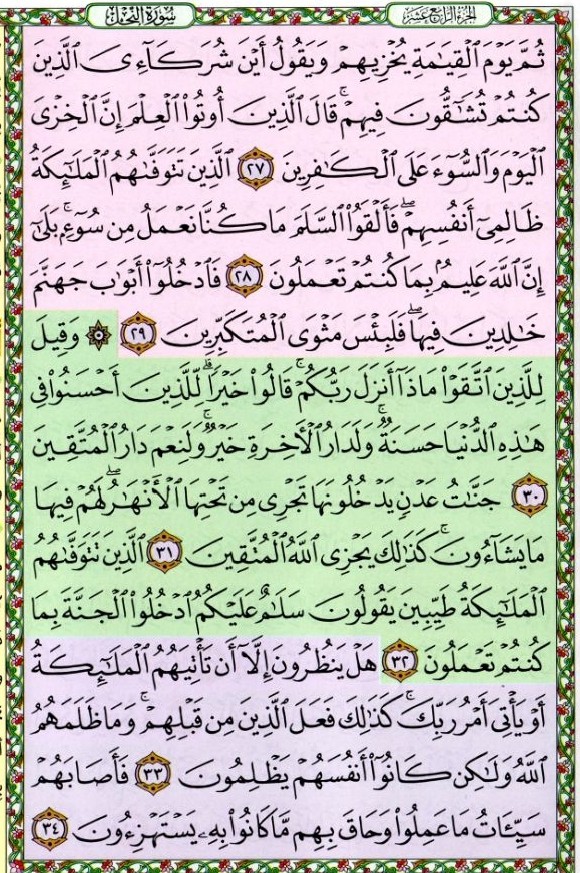 الجزء الرابع عشر
سورة النحل
ثُمَّ يَوْمَ ٱلْقِيَٰمَةِ يُخْزِيهِمْ وَيَقُولُ أَيْنَ شُرَكَآءِىَ ٱلَّذِينَ
كُنتُمْ تُشَٰٓقُّونَ فِيهِمْ ۚ قَالَ ٱلَّذِينَ أُوتُوا۟ ٱلْعِلْمَ إِنَّ ٱلْخِزْىَ
ٱلْيَوْمَ وَٱلسُّوٓءَ عَلَى ٱلْكَٰفِرِينَ ٢٧ ٱلَّذِينَ تَتَوَفَّىٰهُمُ ٱلْمَلَٰٓئِكَةُ
ظَالِمِىٓ أَنفُسِهِمْ ۖ فَأَلْقَوُا۟ ٱلسَّلَمَ مَا كُنَّا نَعْمَلُ مِن سُوٓءٍۭ ۚ بَلَىٰٓ
إِنَّ ٱللَّهَ عَلِيمٌۢ بِمَا كُنتُمْ تَعْمَلُونَ ٢٨ فَٱدْخُلُوٓا۟ أَبْوَٰبَ جَهَنَّمَ
خَٰلِدِينَ فِيهَا ۖ فَلَبِئْسَ مَثْوَى ٱلْمُتَكَبِّرِينَ ٢٩ ۞ وَقِيلَ
لِلَّذِينَ ٱتَّقَوْا۟ مَاذَآ أَنزَلَ رَبُّكُمْ ۚ قَالُوا۟ خَيْرًا ۗ لِّلَّذِينَ أَحْسَنُوا۟ فِى
هَٰذِهِ ٱلدُّنْيَا حَسَنَةٌ ۚ وَلَدَارُ ٱلْـَٔاخِرَةِ خَيْرٌ ۚ وَلَنِعْمَ دَارُ ٱلْمُتَّقِينَ
٣٠ جَنَّٰتُ عَدْنٍ يَدْخُلُونَهَا تَجْرِى مِن تَحْتِهَا ٱلْأَنْهَٰرُ ۖ لَهُمْ فِيهَا
مَا يَشَآءُونَ ۚ كَذَٰلِكَ يَجْزِى ٱللَّهُ ٱلْمُتَّقِينَ ٣١ ٱلَّذِينَ تَتَوَفَّىٰهُمُ
ٱلْمَلَٰٓئِكَةُ طَيِّبِينَ ۙ يَقُولُونَ سَلَٰمٌ عَلَيْكُمُ ٱدْخُلُوا۟ ٱلْجَنَّةَ بِمَا
كُنتُمْ تَعْمَلُونَ ٣٢ هَلْ يَنظُرُونَ إِلَّآ أَن تَأْتِيَهُمُ ٱلْمَلَٰٓئِكَةُ
أَوْ يَأْتِىَ أَمْرُ رَبِّكَ ۚ كَذَٰلِكَ فَعَلَ ٱلَّذِينَ مِن قَبْلِهِمْ ۚ وَمَا ظَلَمَهُمُ
ٱللَّهُ وَلَٰكِن كَانُوٓا۟ أَنفُسَهُمْ يَظْلِمُونَ ٣٣ فَأَصَابَهُمْ
سَيِّـَٔاتُ مَا عَمِلُوا۟ وَحَاقَ بِهِم مَّا كَانُوا۟ بِهِۦ يَسْتَهْزِءُونَ ٣٤